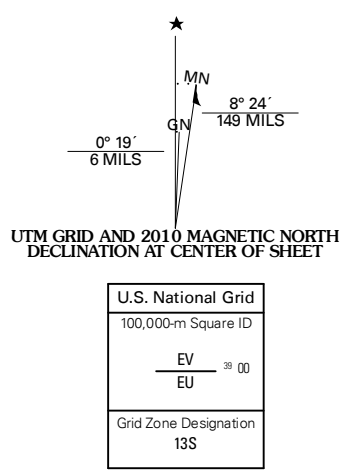 ★
MN
GN
8° 24´
149 MILS
0° 19´
6 MILS
UTM GRID AND 2010 MAGNETIC NORTH
DECLINATION AT CENTER OF SHEET
U.S. National Grid
100,000-m Square ID
EV
39 00
EU
Grid Zone Designation
13S